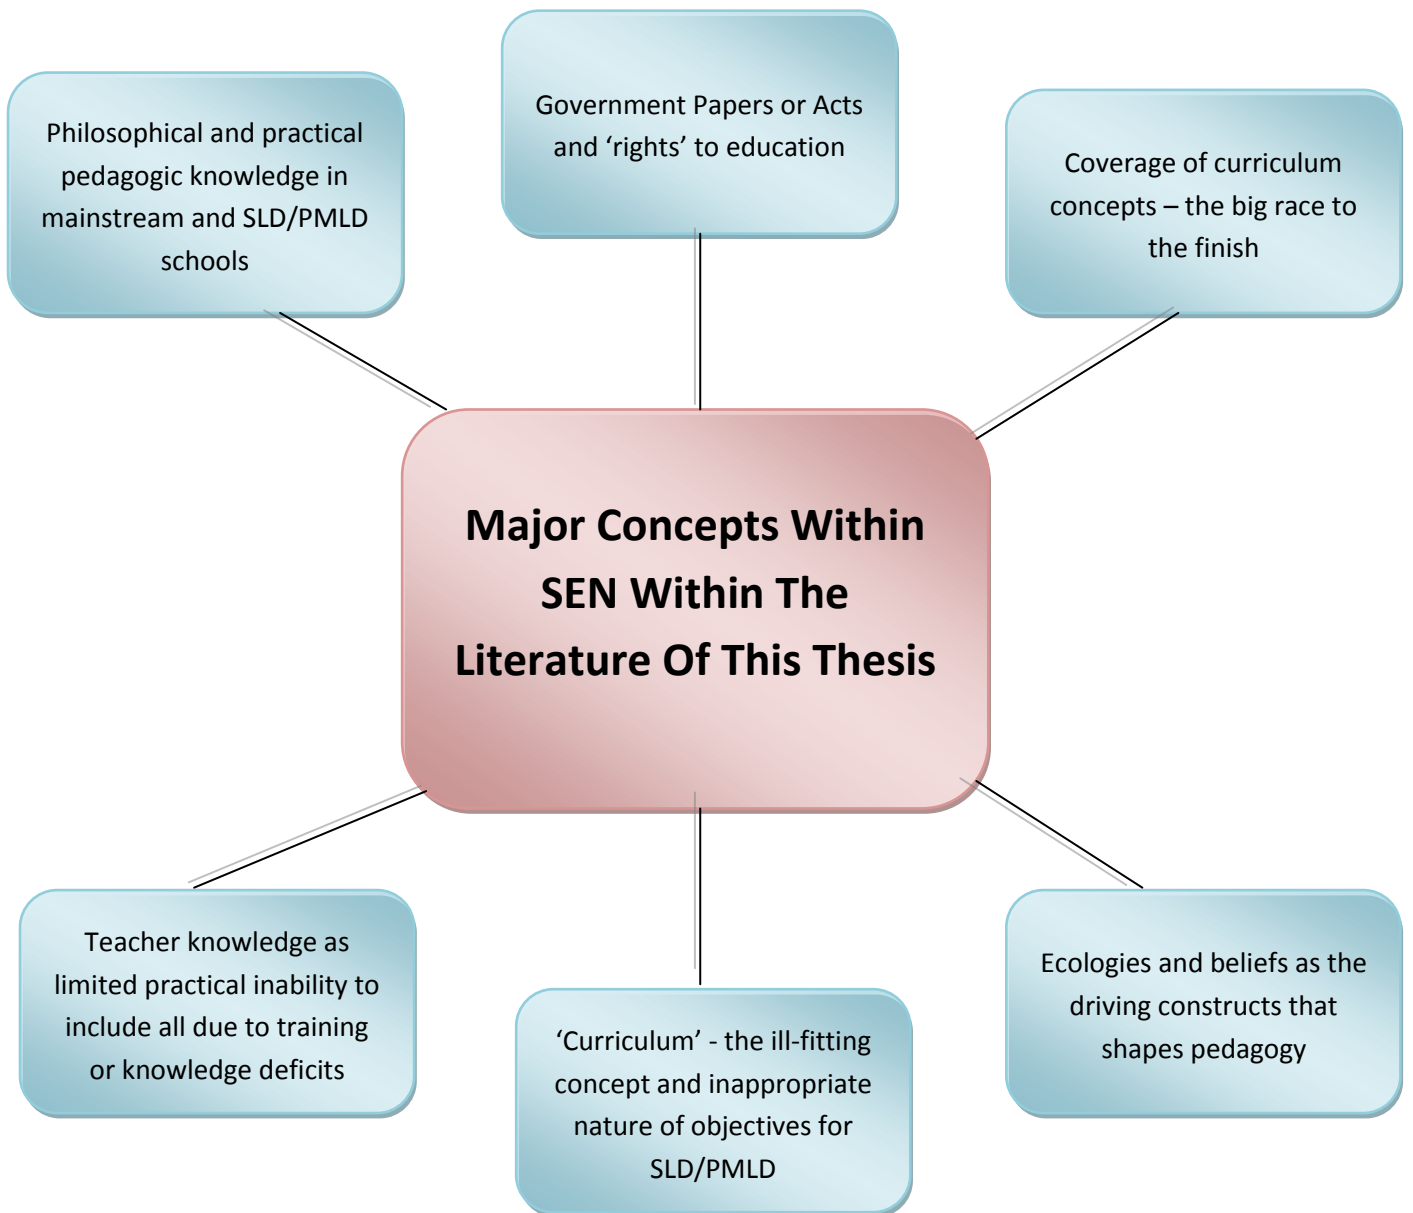 Philosophical and practical
pedagogic knowledge in
mainstream and SLD/PMLD
schools
Government Papers or Acts
and ‘rights’ to education
Coverage of curriculum
concepts – the big race to
the finish
Major Concepts Within
SEN Within The
Literature Of This Thesis
Teacher knowledge as
limited practical inability to
include all due to training
or knowledge deficits
‘Curriculum’ - the ill-fitting
concept and inappropriate
nature of objectives for
SLD/PMLD
Ecologies and beliefs as the
driving constructs that
shapes pedagogy